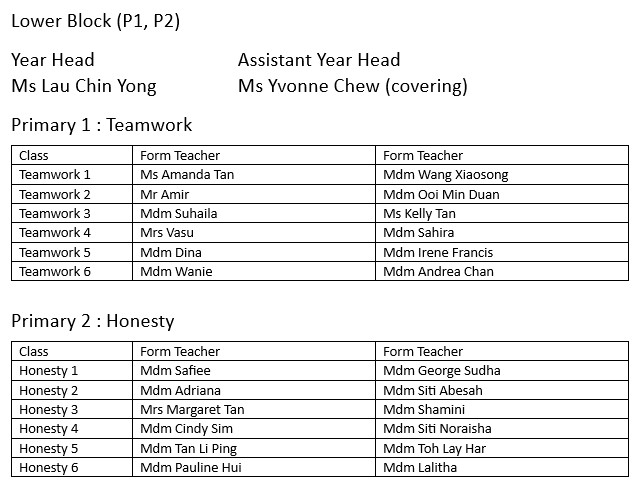 Lower Block (P1, P2)
Year Head Assistant Year Head
Ms Lau Chin Yong Ms Yvonne Chew (covering)
Primary 1 : Teamwork
Class Form Teacher Form Teacher
Teamwork 1 Ms Amanda Tan Mdm Wang Xiaosong
Teamwork 2 Mr Amir Mdm Ooi Min Duan
Teamwork 3 Mdm Suhaila Ms Kelly Tan
Teamwork 4 Mrs Vasu Mdm Sahira
Teamwork 5 Mdm Dina Mdm Irene Francis
Teamwork 6 Mdm Wanie Mdm Andrea Chan
Primary 2 : Honesty
Class Form Teacher Form Teacher
Honesty 1 Mdm Safiee Mdm George Sudha
Honesty 2 Mdm Adriana Mdm Siti Abesah
Honesty 3 Mrs Margaret Tan Mdm Shamini
Honesty 4 Mdm Cindy Sim Mdm Siti Noraisha
Honesty 5 Mdm Tan Li Ping Mdm Toh Lay Har
Honesty 6 Mdm Pauline Hui Mdm Lalitha